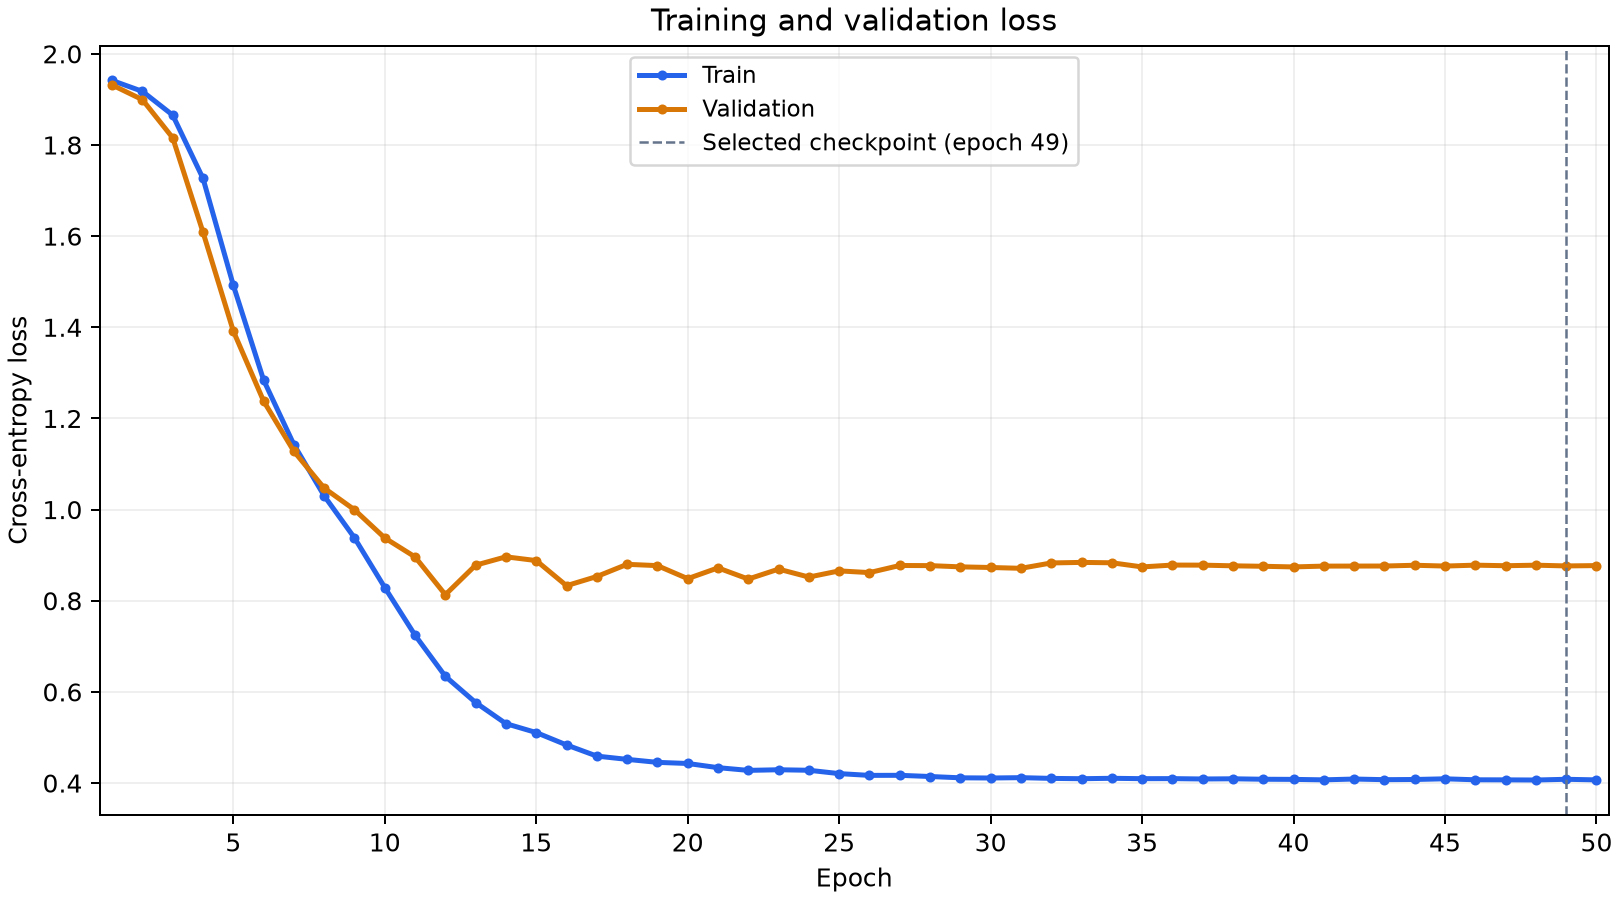 Training and validation loss
Train
Validation
Selected checkpoint (epoch 49)
Cross-entropy loss
2.0
1.8
1.6
1.4
1.2
1.0
0.8
0.6
0.4
5 10 15 20 25 30 35 40 45 50
Epoch